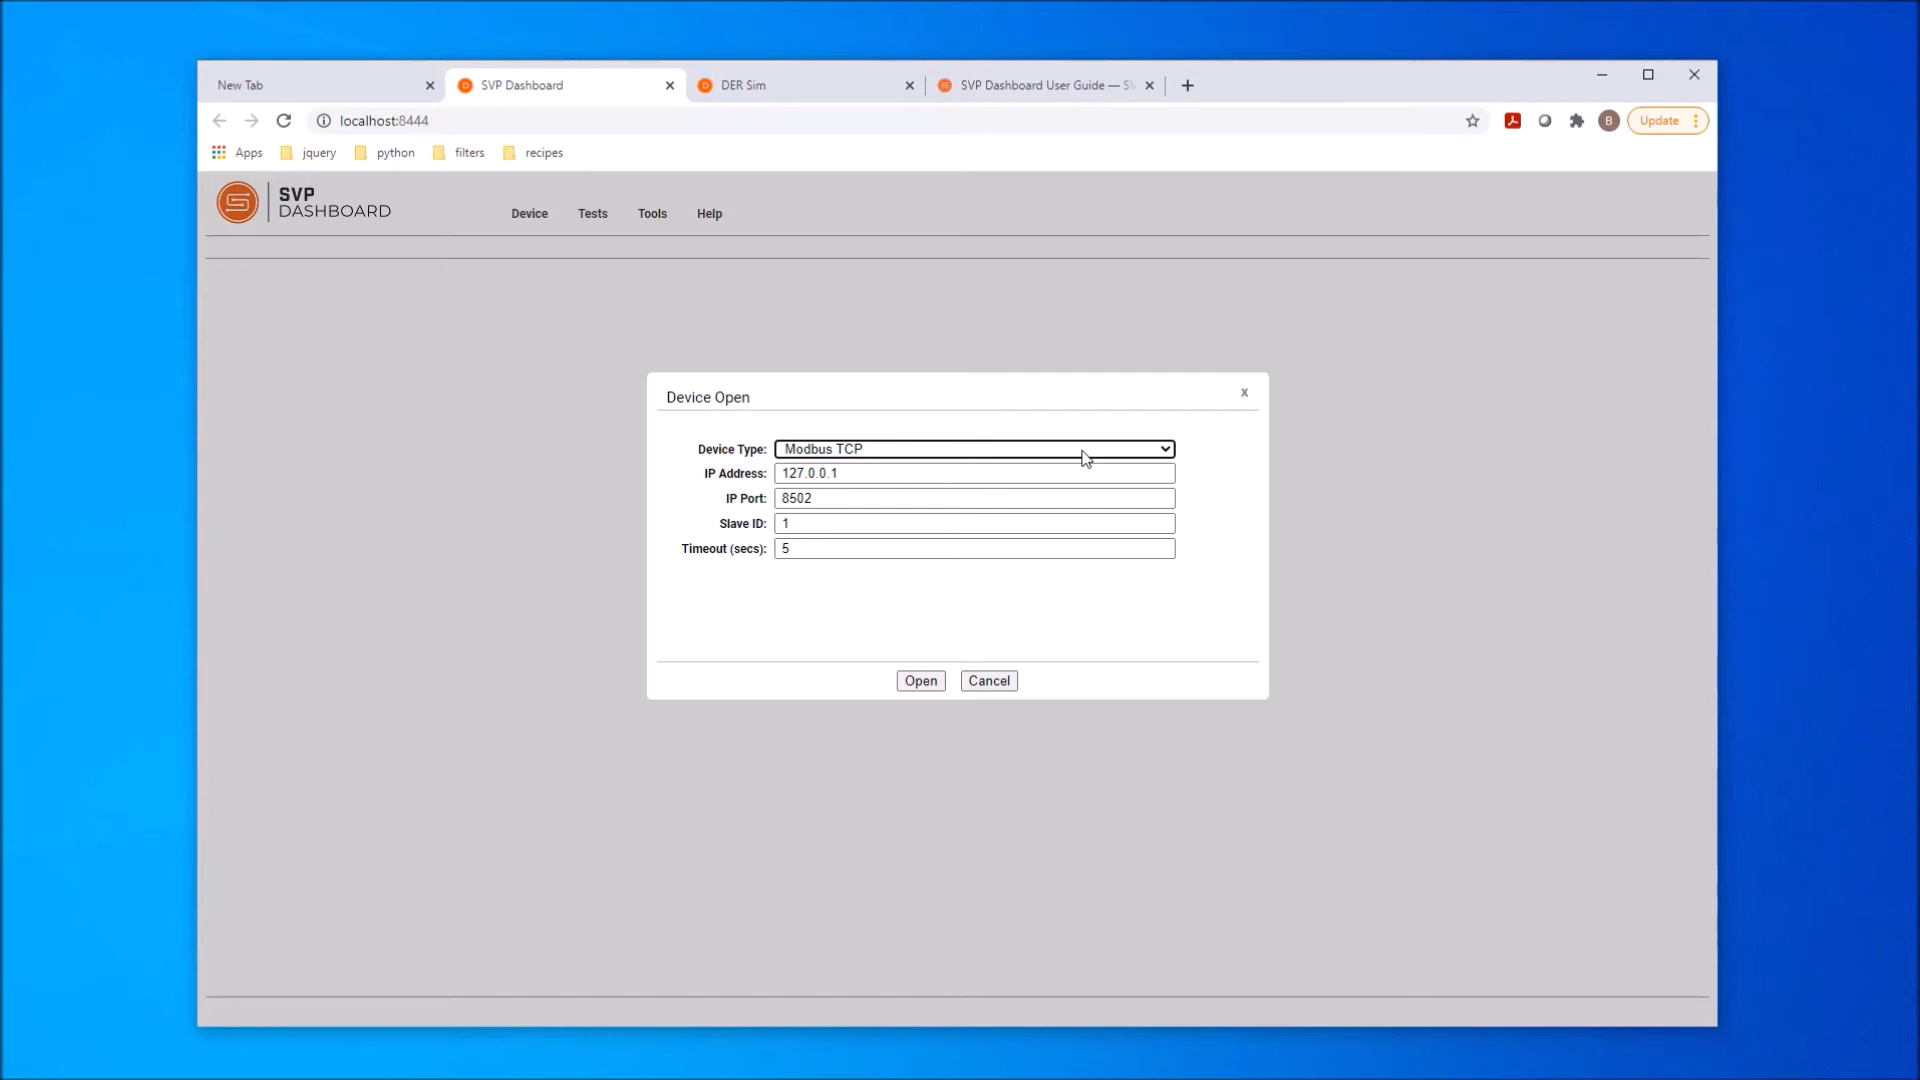 New Tab
SVP Dashboard
DER Sim
SVP Dashboard User Guide — SV
localhost:8444
B
Update
Apps
jquery
python
filters
recipes
SVP
DASHBOARD
Device
Tests
Tools
Help
Device Open
x
Device Type: Modbus TCP
IP Address: 127.0.0.1
IP Port: 8502
Slave ID: 1
Timeout (secs): 5
Open
Cancel